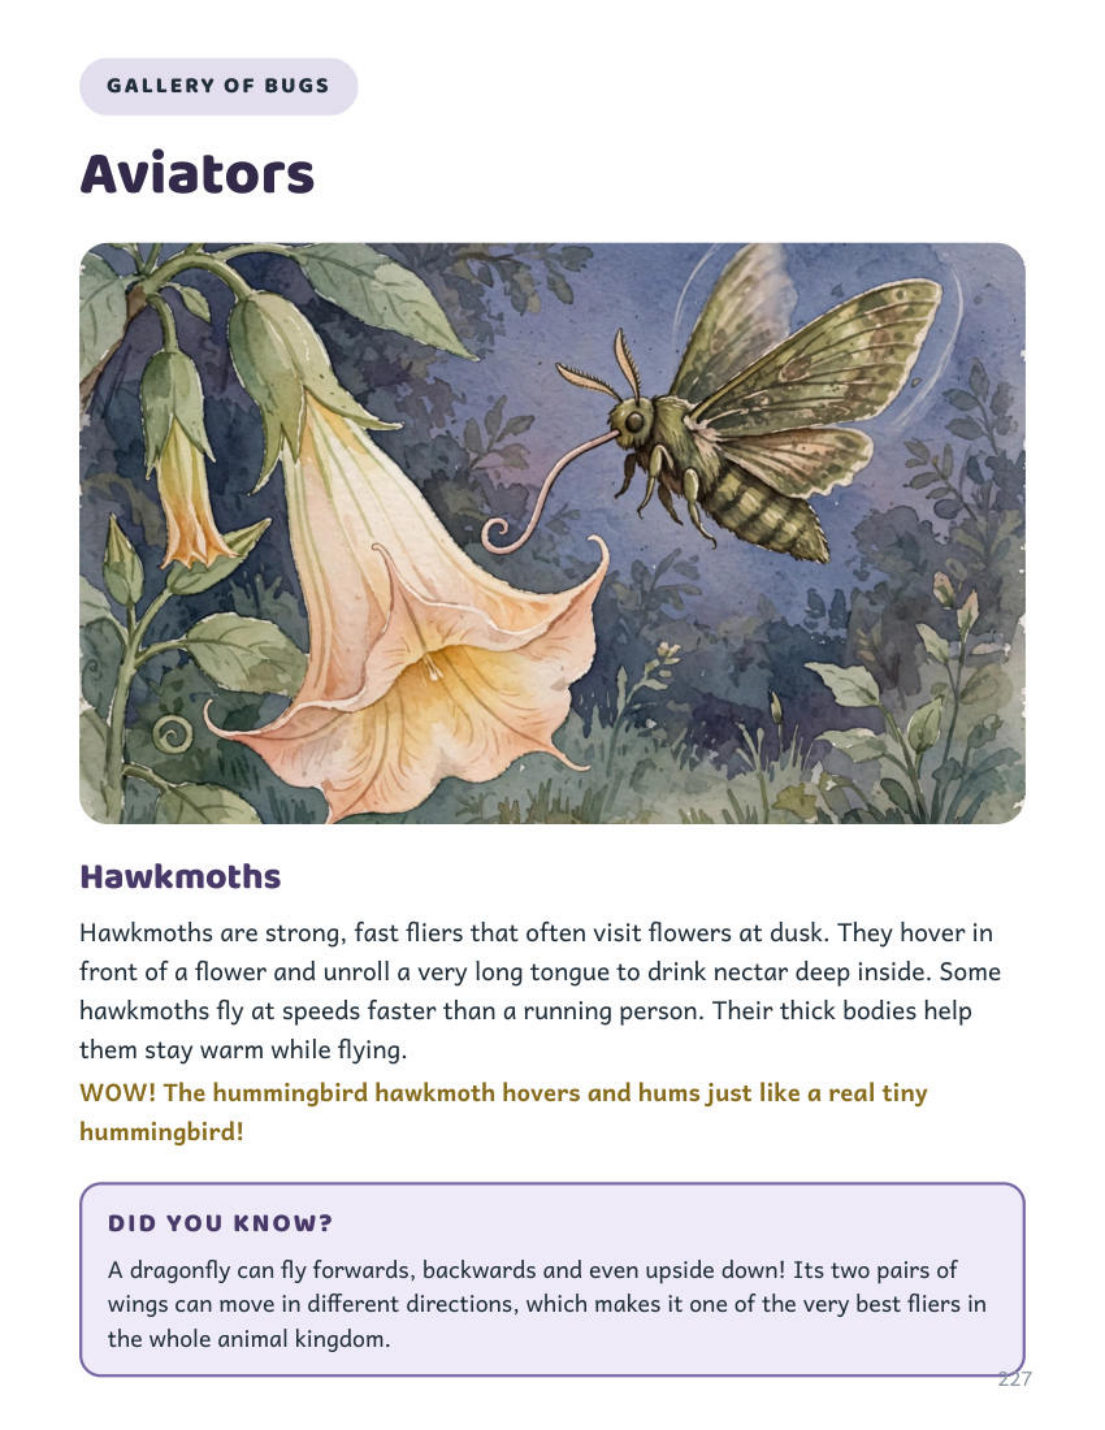 GALLERY OF BUGS
Aviators
Hawkmoths
Hawkmoths are strong, fast fliers that often visit flowers at dusk. They hover in
front of a flower and unroll a very long tongue to drink nectar deep inside. Some
hawkmoths fly at speeds faster than a running person. Their thick bodies help
them stay warm while flying.
WOW! The hummingbird hawkmoth hovers and hums just like a real tiny
hummingbird!
DID YOU KNOW?
A dragonfly can fly forwards, backwards and even upside down! Its two pairs of
wings can move in different directions, which makes it one of the very best fliers in
the whole animal kingdom.
227